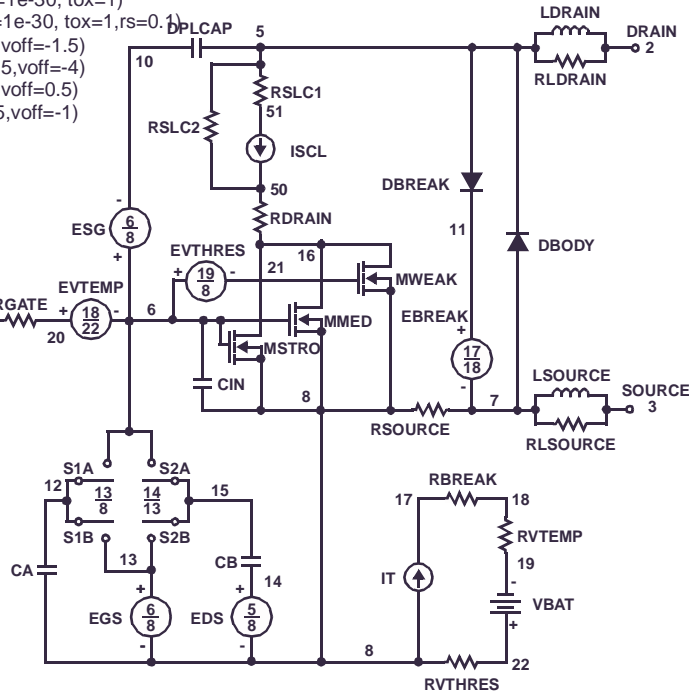 =1e-30, tox=1)
=1e-30, tox=1,rs=0.1)
voff=-1.5)
5,voff=-4)
voff=0.5)
5,voff=-1)
DPLCAP
5
LDRAIN
DRAIN
2
10
RLDRAIN
RSLC1
51
RSLC2
ISCL
DBREAK
50
RDRAIN
ESG
6
8
-
+
11
DBODY
EVTHRES
16
21
+
19
8
-
MWEAK
EVTEMP
RGATE
+
18
22
-
6
20
MMED
EBREAK
+
MSTRO
17
18
-
CIN
8
LSOURCE
SOURCE
3
7
RSOURCE
RLSOURCE
S1A
S2A
12
13
8
14
13
15
S1B
S2B
13
RBREAK
17
18
RVTEMP
CA
CB
14
IT
19
-
VBAT
+
EGS
+
6
8
-
EDS
+
5
8
-
8
22
RVTHRES